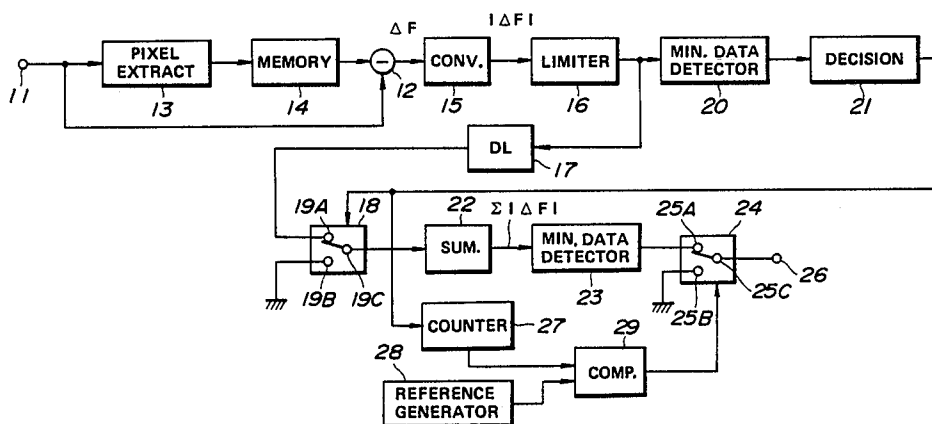 11
PIXEL
EXTRACT
13
MEMORY
14
ΔF
12
CONV.
15
|ΔF|
LIMITER
16
MIN. DATA
DETECTOR
20
DECISION
21
DL
17
19A
18
19B
19C
22
SUM.
Σ|ΔF|
MIN. DATA
DETECTOR
23
25A
24
25B
25C
26
COUNTER
27
28
REFERENCE
GENERATOR
29
COMP.